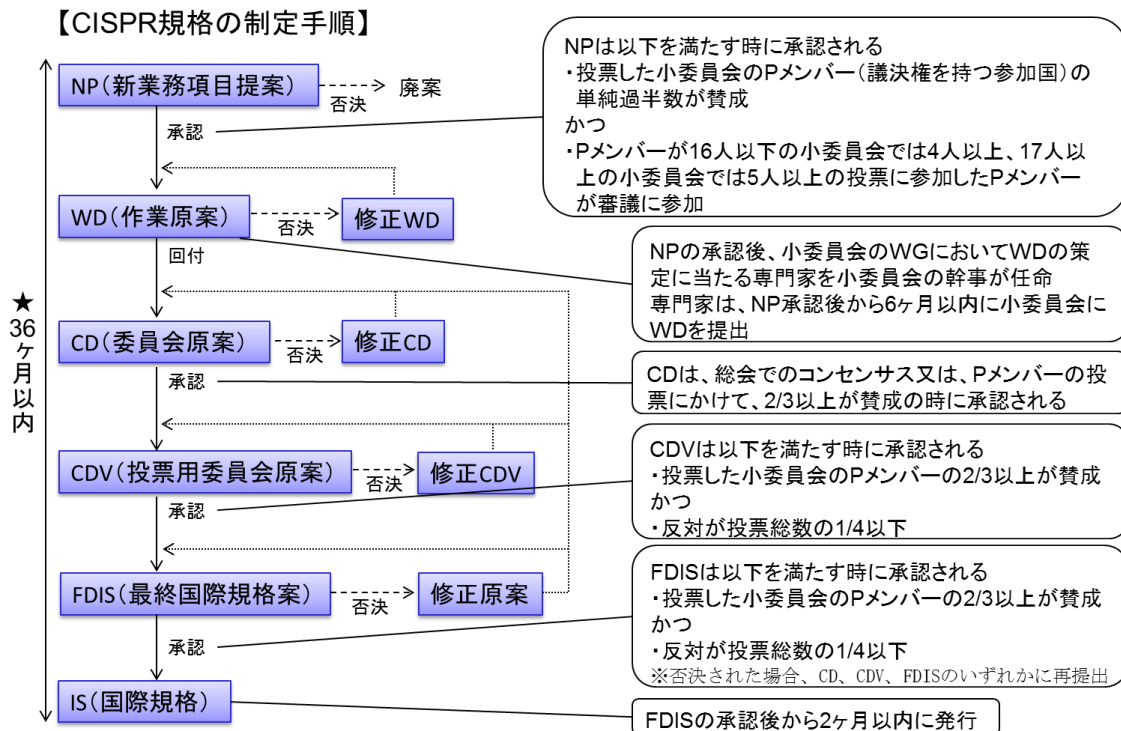 【CISPR規格の制定手順】
NP(新業務項目提案)
否決
廃案
承認
NPは以下を満たす時に承認される
・投票した小委員会のPメンバー(議決権を持つ参加国)の
単純過半数が賛成
かつ
・Pメンバーが16人以下の小委員会では4人以上、17人以
上の小委員会では5人以上の投票に参加したPメンバー
が審議に参加
WD(作業原案)
否決
修正WD
回付
NPの承認後、小委員会のWGにおいてWDの策
定に当たる専門家を小委員会の幹事が任命
専門家は、NP承認後から6ヶ月以内に小委員会に
WDを提出
★36ヶ月以内
CD(委員会原案)
否決
修正CD
承認
CDは、総会でのコンセンサス又は、Pメンバーの投
票にかけて、2/3以上が賛成の時に承認される
CDV(投票用委員会原案)
否決
修正CDV
承認
CDVは以下を満たす時に承認される
・投票した小委員会のPメンバーの2/3以上が賛成
かつ
・反対が投票総数の1/4以下
FDIS(最終国際規格案)
否決
修正原案
承認
FDISは以下を満たす時に承認される
・投票した小委員会のPメンバーの2/3以上が賛成
かつ
・反対が投票総数の1/4以下
※否決された場合、CD、CDV、FDISのいずれかに再提出
IS(国際規格)
FDISの承認後から2ヶ月以内に発行